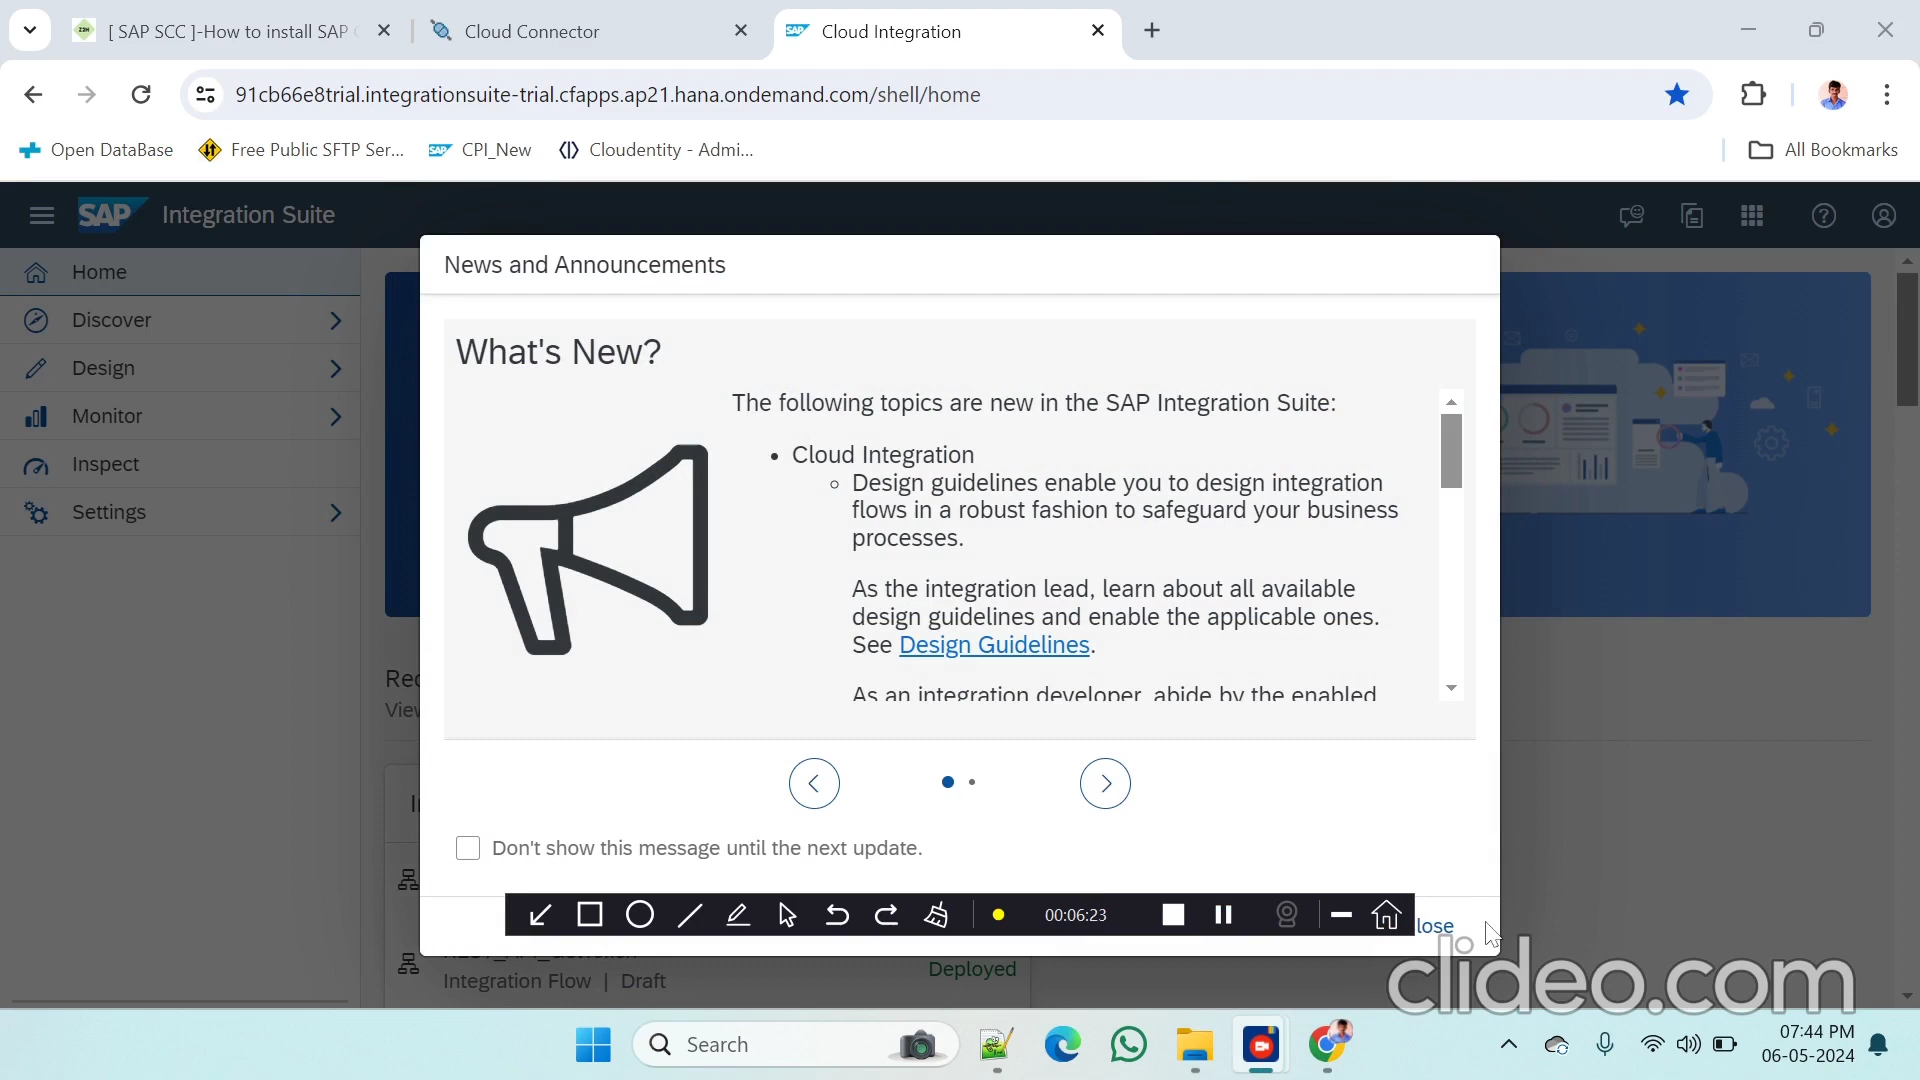 [ SAP SCC ]-How to install SAP
Cloud Connector
Cloud Integration
91cb66e8trial.integrationsuite-trial.cfapps.ap21.hana.ondemand.com/shell/home
Open DataBase
Free Public SFTP Ser...
CPI_New
Cloudentity - Admi...
All Bookmarks
SAP
Integration Suite
Home
Discover
Design
Monitor
Inspect
Settings
News and Announcements
What's New?
The following topics are new in the SAP Integration Suite:
Cloud Integration
Design guidelines enable you to design integration
flows in a robust fashion to safeguard your business
processes.
As the integration lead, learn about all available
design guidelines and enable the applicable ones.
See Design Guidelines.
As an integration developer, abide by the enabled
Don't show this message until the next update.
00:06:23
lose
Deployed
Integration Flow | Draft
clideo.com
Search
07:44 PM
06-05-2024